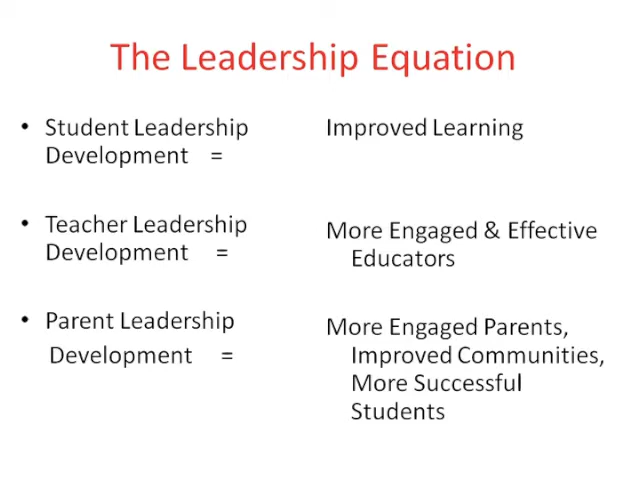 The Leadership Equation
• Student Leadership
Development =
Improved Learning
• Teacher Leadership
Development =
More Engaged & Effective
Educators
• Parent Leadership
Development =
More Engaged Parents,
Improved Communities,
More Successful
Students